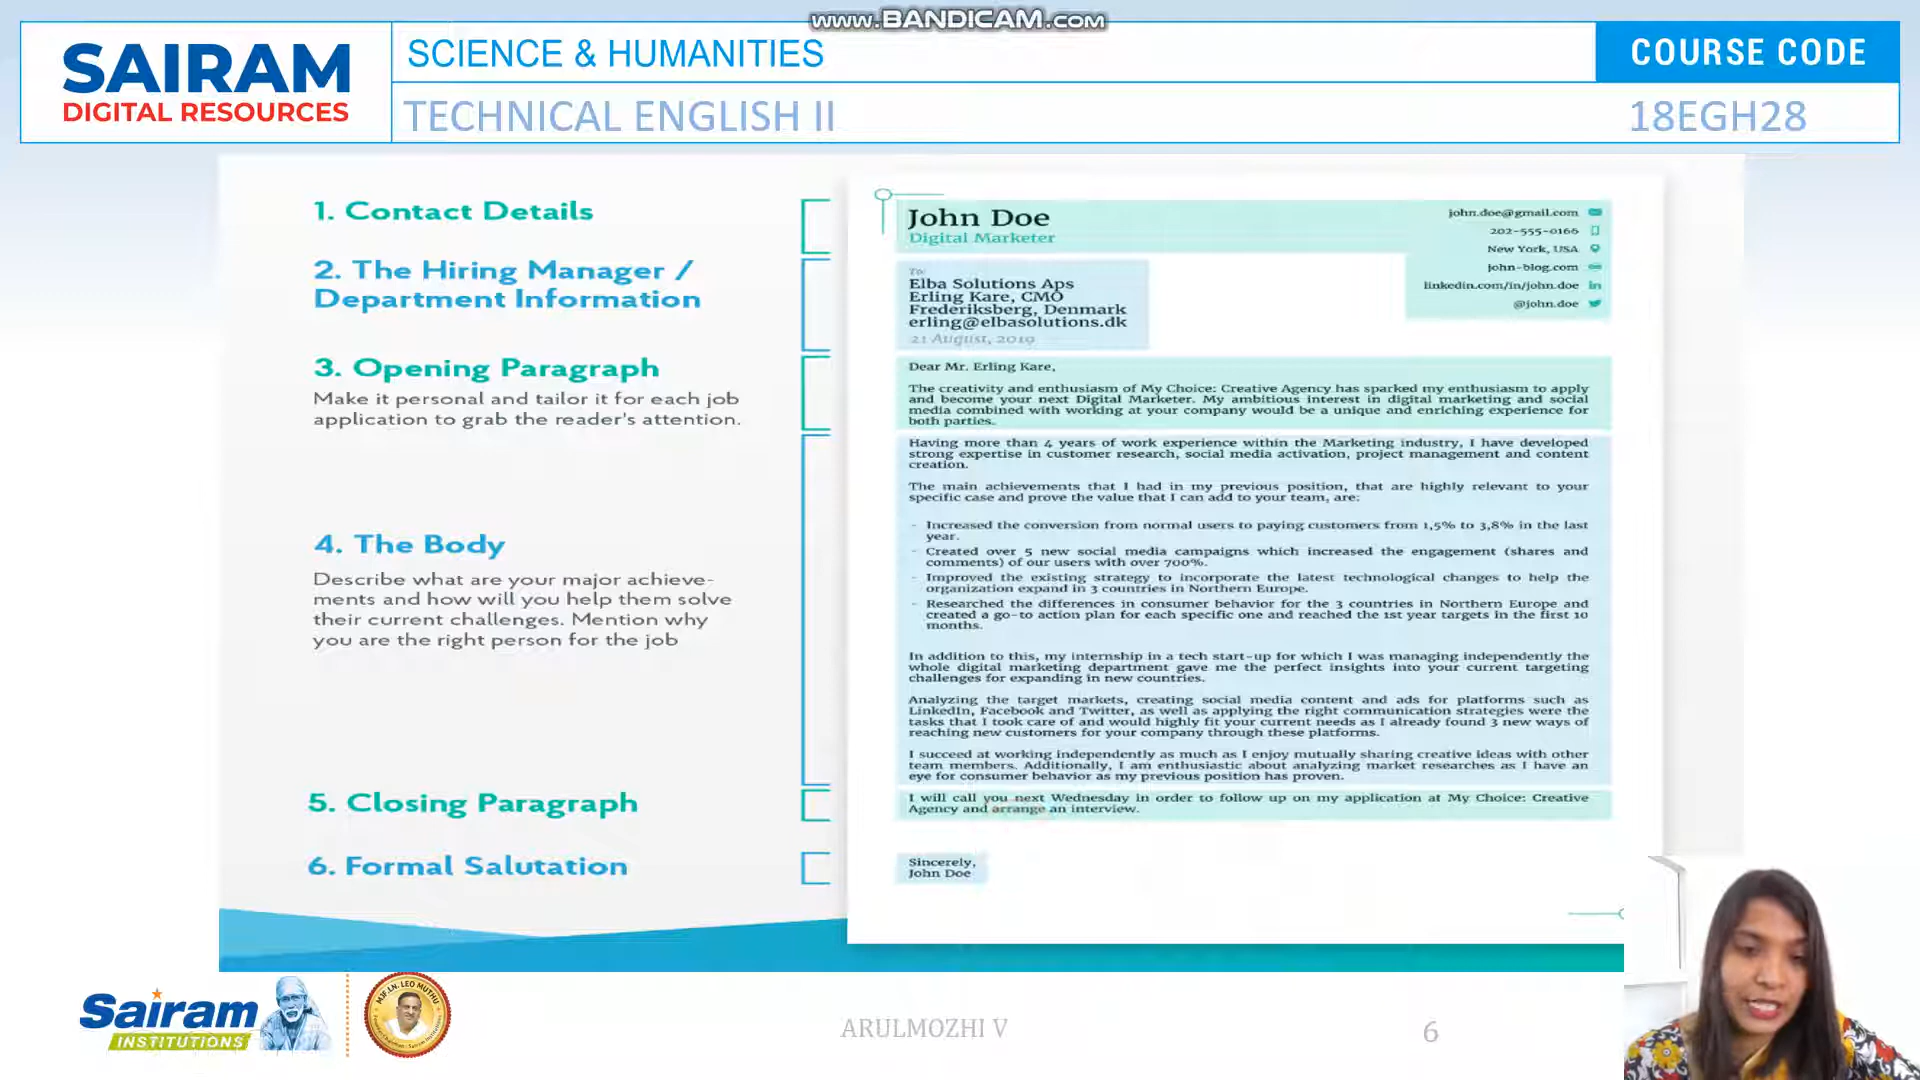 www.BANDICAM.com
SAIRAM
DIGITAL RESOURCES
SCIENCE & HUMANITIES
COURSE CODE
TECHNICAL ENGLISH II
18EGH28
1. Contact Details
2. The Hiring Manager /
Department Information
3. Opening Paragraph
Make it personal and tailor it for each job
application to grab the reader's attention.
4. The Body
Describe what are your major achieve-
ments and how will you help them solve
their current challenges. Mention why
you are the right person for the job
5. Closing Paragraph
6. Formal Salutation
John Doe
Digital Marketer
john.doe@gmail.com
202-555-0166
New York, USA
john-blog.com
linkedin.com/in/john.doe
@john.doe
To:
Elba Solutions Aps
Erling Kare, CMO
Frederiksberg, Denmark
erling@elbasolutions.dk
21 August, 2019
Dear Mr. Erling Kare,
The creativity and enthusiasm of My Choice: Creative Agency has sparked my enthusiasm to apply
and become your next Digital Marketer. My ambitious interest in digital marketing and social
media combined with working at your company would be a unique and enriching experience for
both parties.
Having more than 4 years of work experience within the Marketing industry, I have developed
strong expertise in customer research, social media activation, project management and content
creation.
The main achievements that I had in my previous position, that are highly relevant to your
specific case and prove the value that I can add to your team, are:
- Increased the conversion from normal users to paying customers from 1,5% to 3,8% in the last
year.
- Created over 5 new social media campaigns which increased the engagement (shares and
comments) of our users with over 700%.
- Improved the existing strategy to incorporate the latest technological changes to help the
organization expand in 3 countries in Northern Europe.
- Researched the differences in consumer behavior for the 3 countries in Northern Europe and
created a go-to action plan for each specific one and reached the 1st year targets in the first 10
months.
In addition to this, my internship in a tech start-up for which I was managing independently the
whole digital marketing department gave me the perfect insights into your current targeting
challenges for expanding in new countries.
Analyzing the target markets, creating social media content and ads for platforms such as
LinkedIn, Facebook and Twitter, as well as applying the right communication strategies were the
tasks that I took care of and would highly fit your current needs as I already found 3 new ways of
reaching new customers for your company through these platforms.
I succeed at working independently as much as I enjoy mutually sharing creative ideas with other
team members. Additionally, I am enthusiastic about analyzing market researches as I have an
eye for consumer behavior as my previous position has proven.
I will call you next Wednesday in order to follow up on my application at My Choice: Creative
Agency and arrange an interview.
Sincerely,
John Doe
Sairam
INSTITUTIONS
MJF.LN. LEO MUTHU
ARULMOZHI V
6